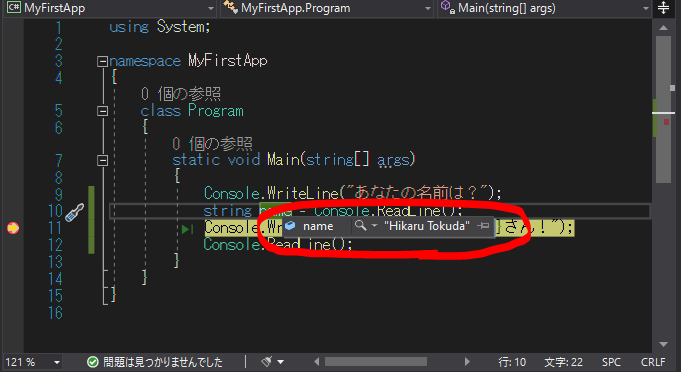 MyFirstApp MyFirstApp.Program Main(string[] args)
1 using System;
2
3 namespace MyFirstApp
4 {
0 個の参照
5 class Program
6 {
0 個の参照
7 static void Main(string[] args)
8 {
9 Console.WriteLine("あなたの名前は？");
10 string name = Console.ReadLine();
11 Console.Wr }さん！");
name "Hikaru Tokuda"
12 Console.ReadLine();
13 }
14 }
15 }
16
121 % 問題は見つかりませんでした 行: 10 文字: 22 SPC CRLF